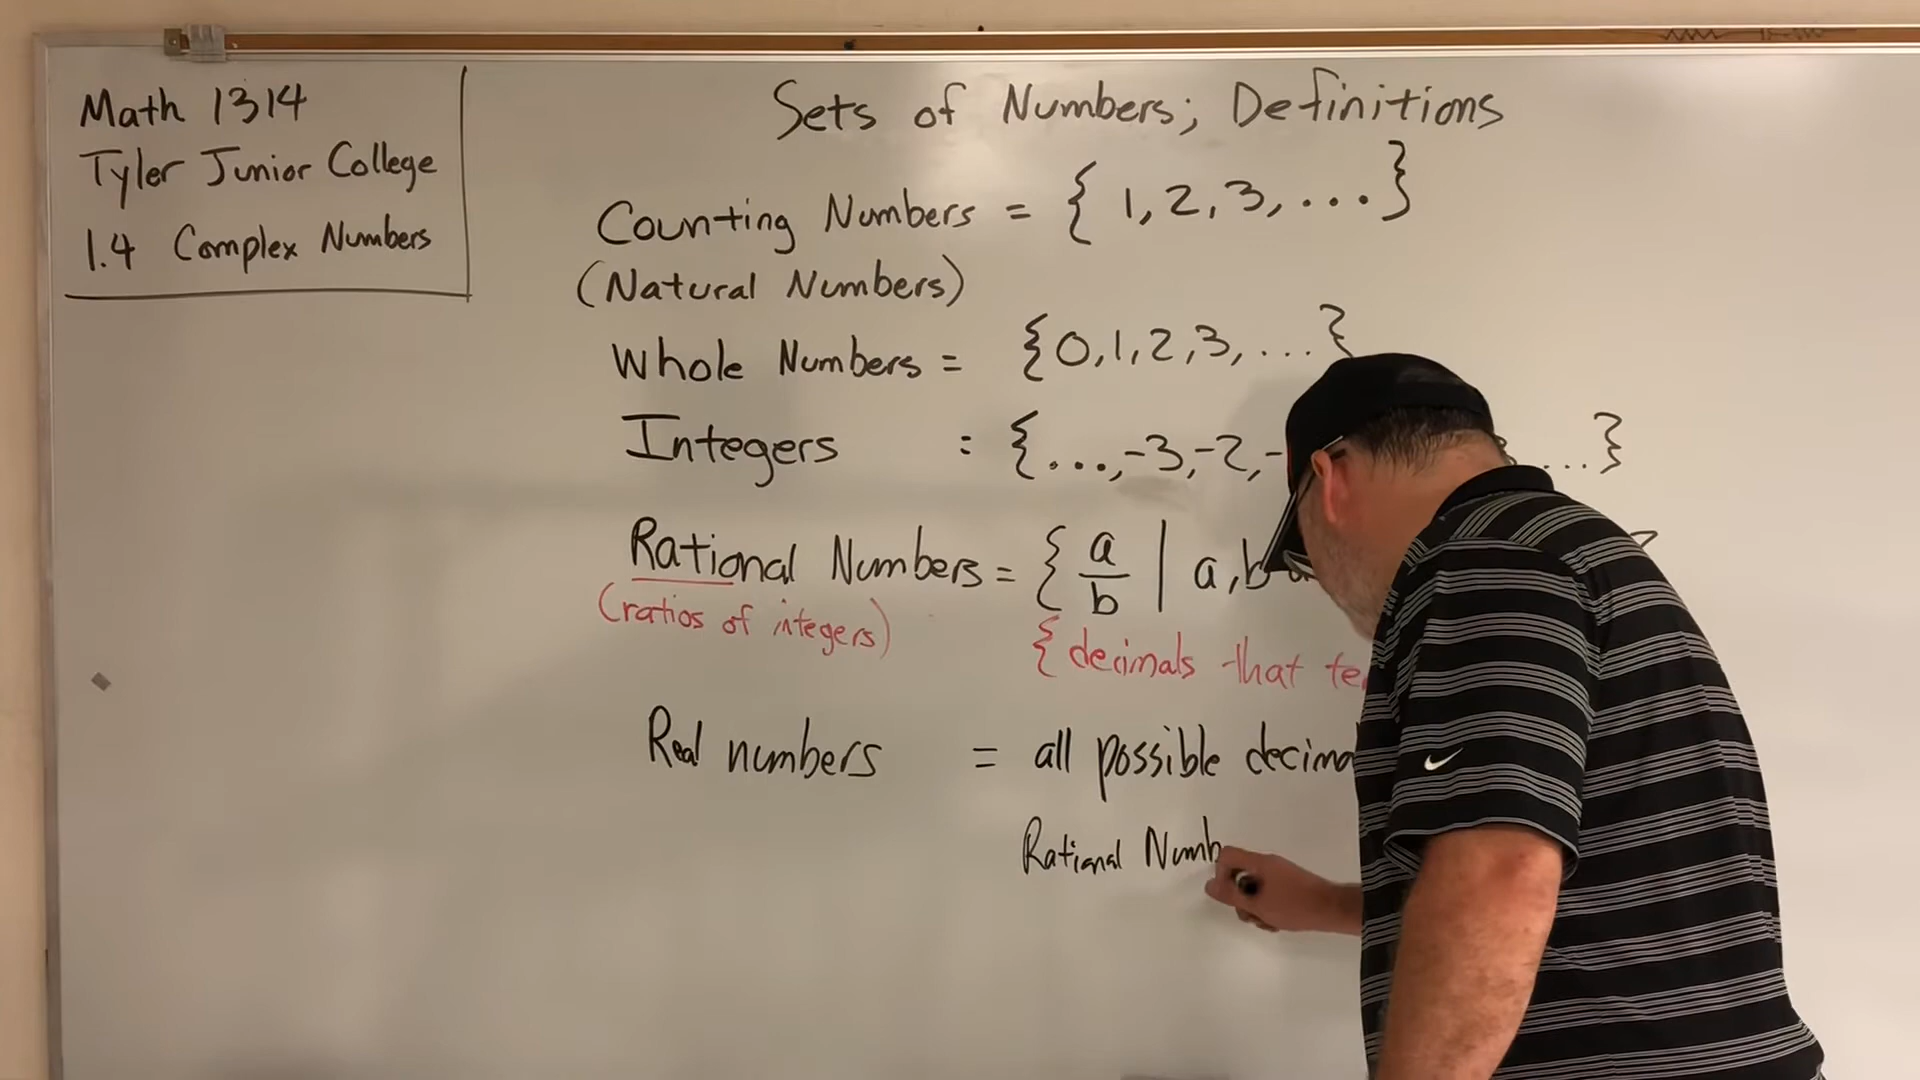 Math 1314
Tyler Junior College
1.4 Complex Numbers
Sets of Numbers; Definitions
Counting Numbers = { 1, 2, 3, ... }
(Natural Numbers)
Whole Numbers = { 0, 1, 2, 3, ... }
Integers : { ..., -3, -2, - ... }
Rational Numbers = { a/b | a, b
(ratios of integers)
{ decimals that te
Real numbers = all possible decima
Rational Numb